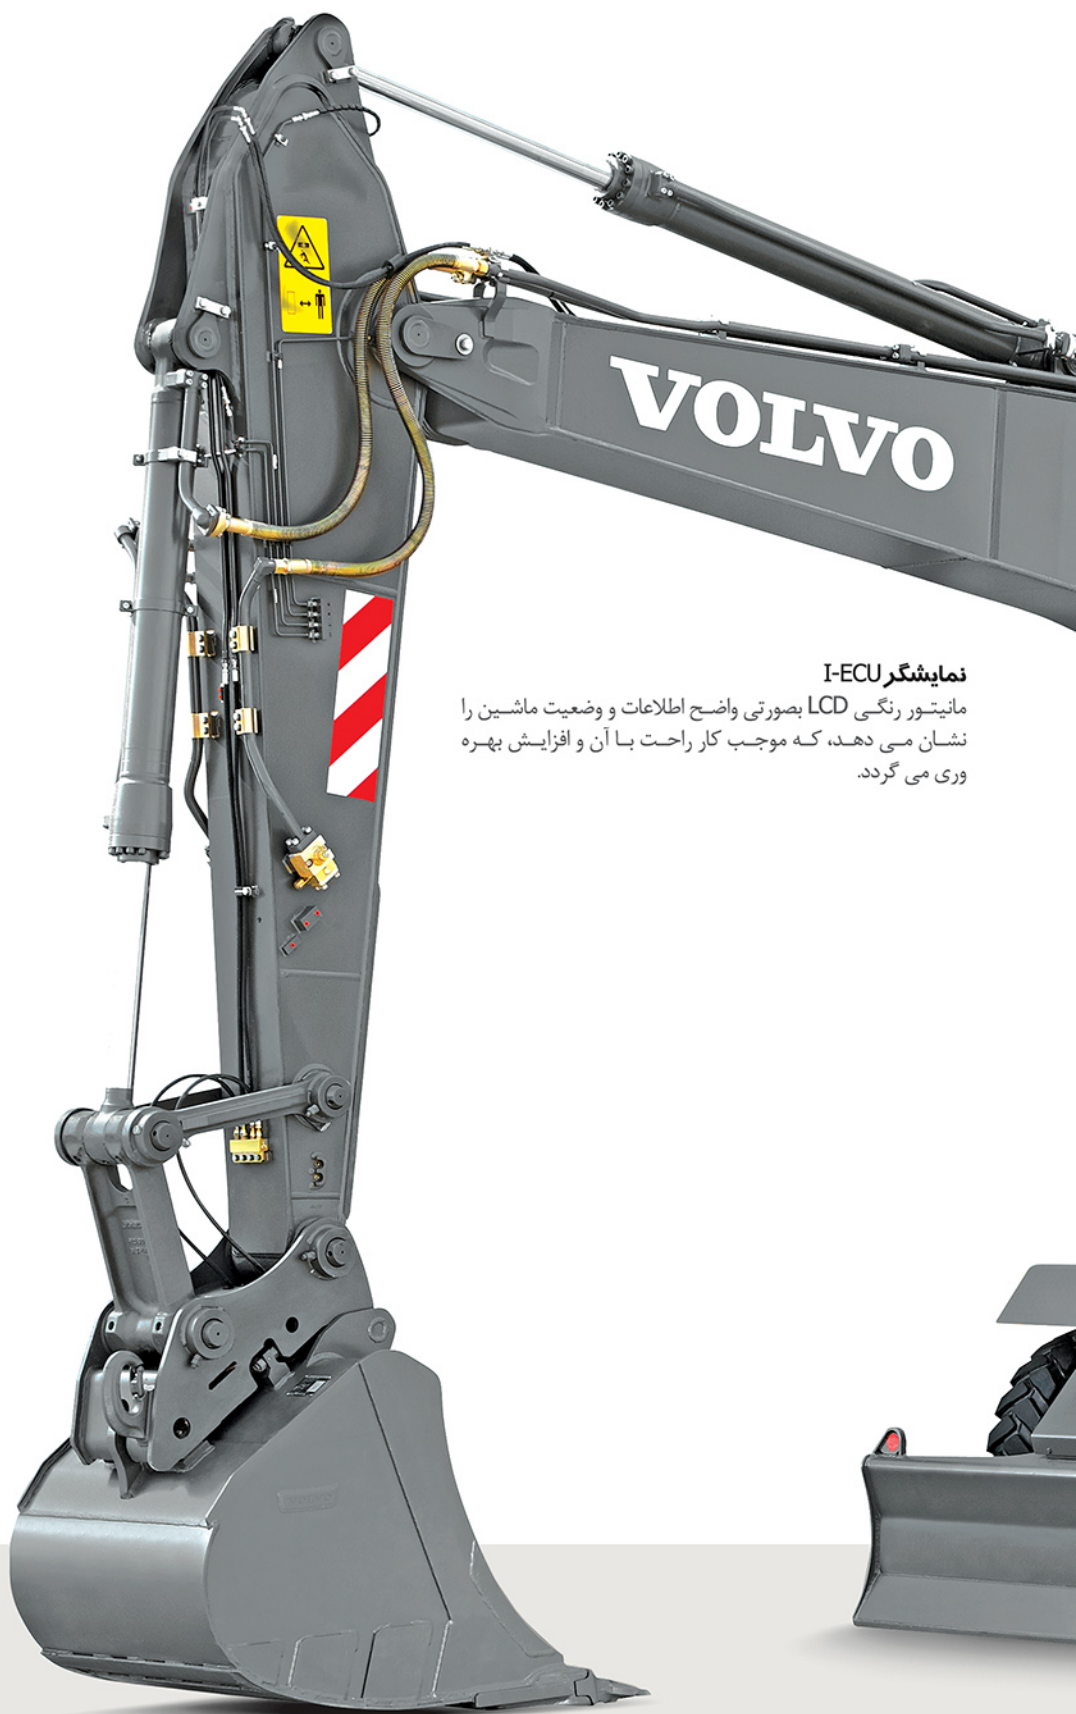 VOLVO
نمایشگر I-ECU
مانیتور رنگی LCD بصورتی واضح اطلاعات و وضعیت ماشین را
نشان می دهد، که موجب کار راحت با آن و افزایش بهره
وری می گردد.